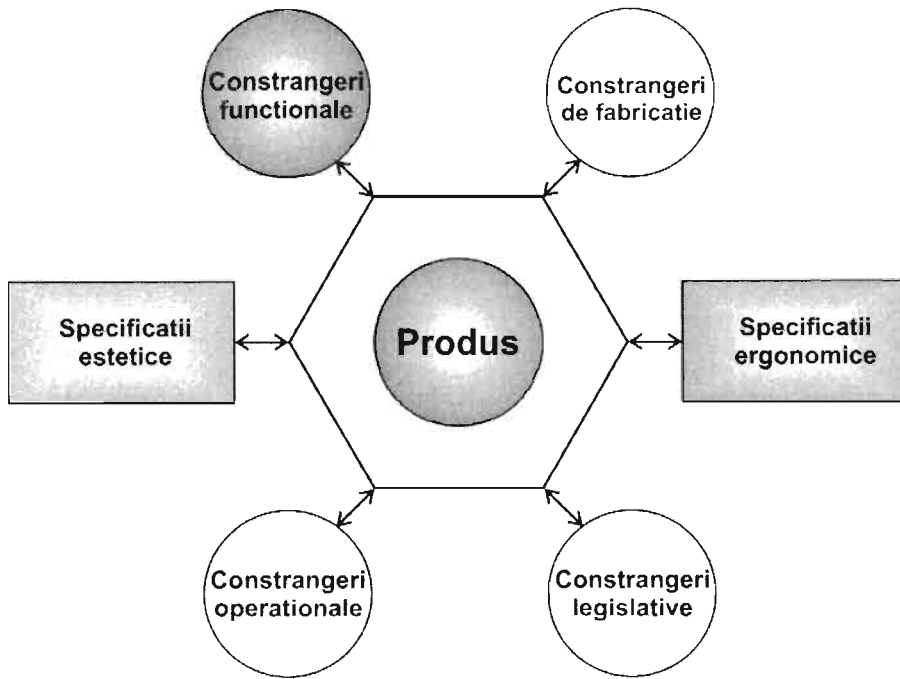 Constrangeri
functionale
Constrangeri
de fabricatie
Specificatii
estetice
Produs
Specificatii
ergonomice
Constrangeri
operationale
Constrangeri
legislative